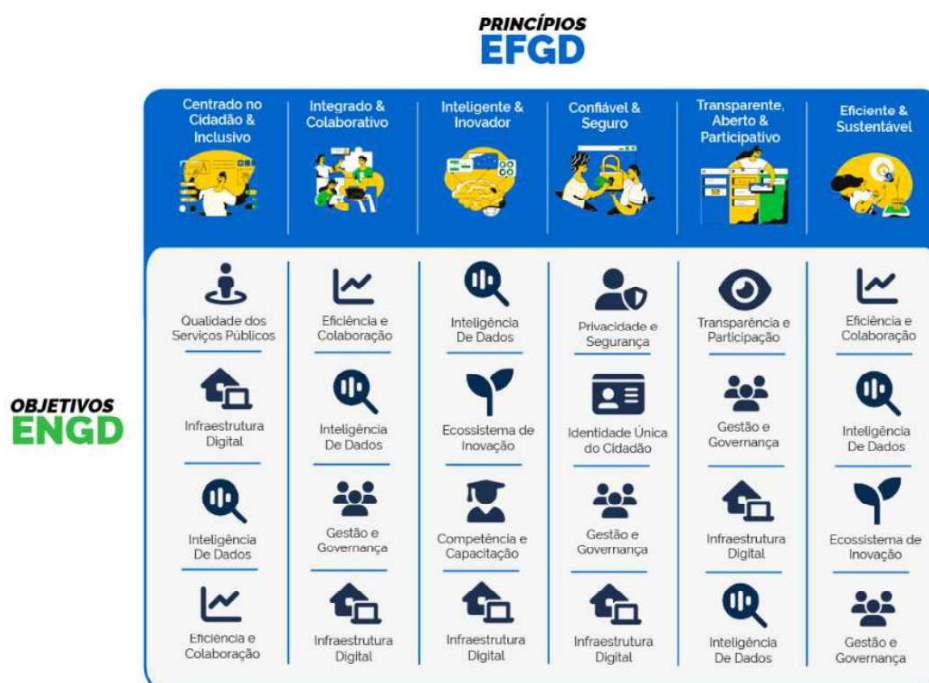 PRINCÍPIOS
EFGD
Centrado no
Cidadão &
Inclusivo
Integrado &
Colaborativo
Inteligente &
Inovador
Confiável &
Seguro
Transparente,
Aberto &
Participativo
Eficiente &
Sustentável
OBJETIVOS
ENGD
Qualidade dos
Serviços Públicos
Eficiência e
Colaboração
Inteligência
De Dados
Privacidade e
Segurança
Transparência e
Participação
Eficiência e
Colaboração
Infraestrutura
Digital
Inteligência
De Dados
Ecossistema de
Inovação
Identidade Única
do Cidadão
Gestão e
Governança
Inteligência
De Dados
Inteligência
De Dados
Gestão e
Governança
Competência e
Capacitação
Gestão e
Governança
Infraestrutura
Digital
Ecossistema de
Inovação
Eficiência e
Colaboração
Infraestrutura
Digital
Infraestrutura
Digital
Infraestrutura
Digital
Inteligência
De Dados
Gestão e
Governança